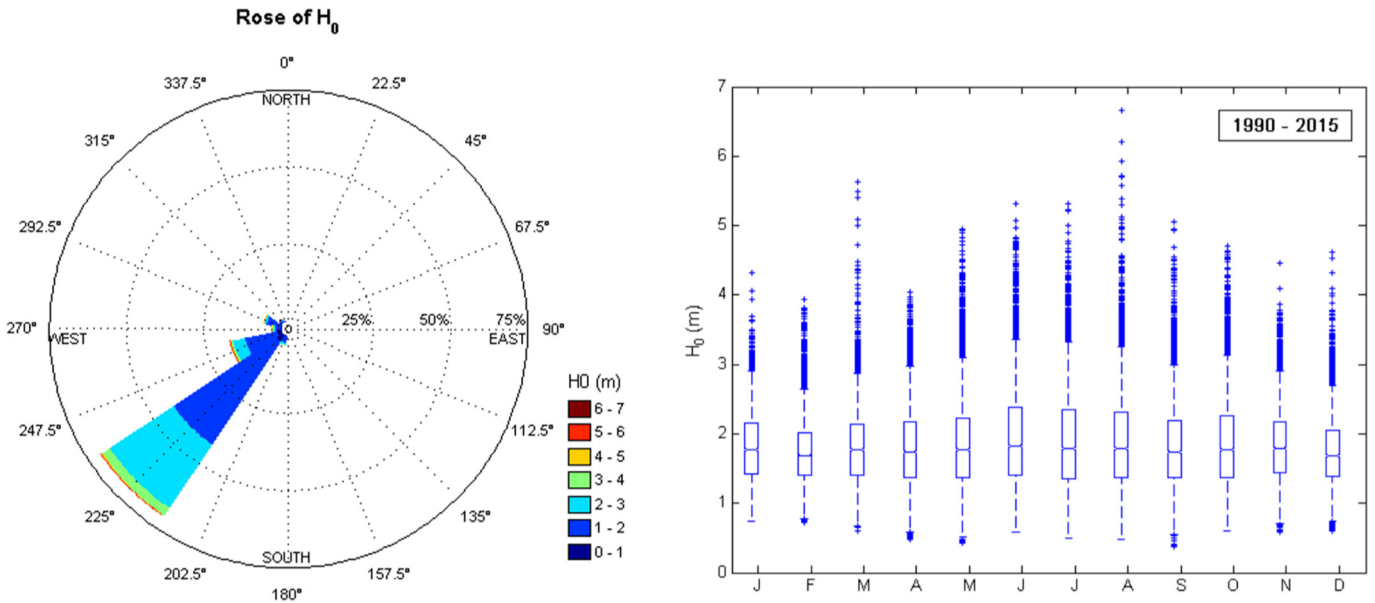 Rose of H0
0°
337.5°
22.5°
NORTH
315°
45°
292.5°
67.5°
270°
WEST
0
25%
50%
75%
90°
EAST
247.5°
112.5°
225°
135°
SOUTH
202.5°
157.5°
180°
H0 (m)
6 - 7
5 - 6
4 - 5
3 - 4
2 - 3
1 - 2
0 - 1
1990 - 2015
H0 (m)
7
6
5
4
3
2
1
0
J F M A M J J A S O N D